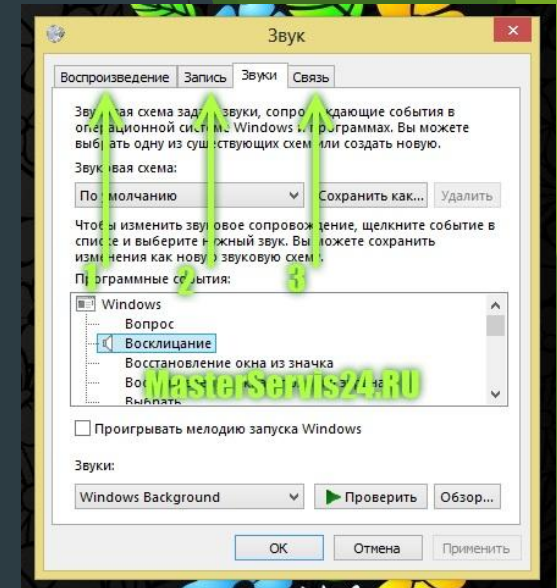 Звук
Воспроизведение Запись Звуки Связь
Звуковая схема задает звуки, сопровождающие события в
операционной системе Windows и программах. Вы можете
выбрать одну из существующих схем или создать новую.
Звуковая схема:
По умолчанию Сохранить как... Удалить
Чтобы изменить звуковое сопровождение, щелкните событие в
списке и выберите нужный звук. Вы можете сохранить
изменения как новую звуковую схему.
1 2 3
Программные события:
Windows
Вопрос
Восклицание
Восстановление окна из значка
MasterServis24.RU
Выбрать
Проигрывать мелодию запуска Windows
Звуки:
Windows Background Проверить Обзор...
OK Отмена Применить